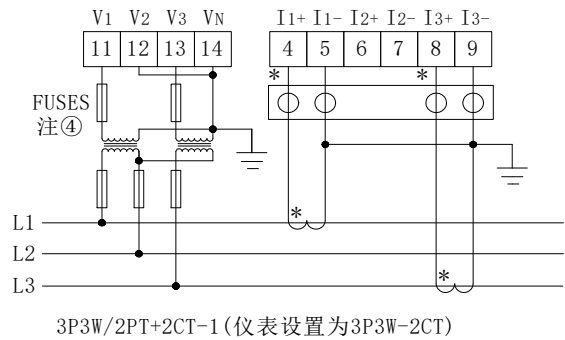 V1 V2 V3 VN I1+ I1- I2+ I2- I3+ I3-
11 12 13 14 4 5 6 7 8 9
* *
FUSES
注④
*
L1
L2
*
L3
3P3W/2PT+2CT-1(仪表设置为3P3W-2CT)